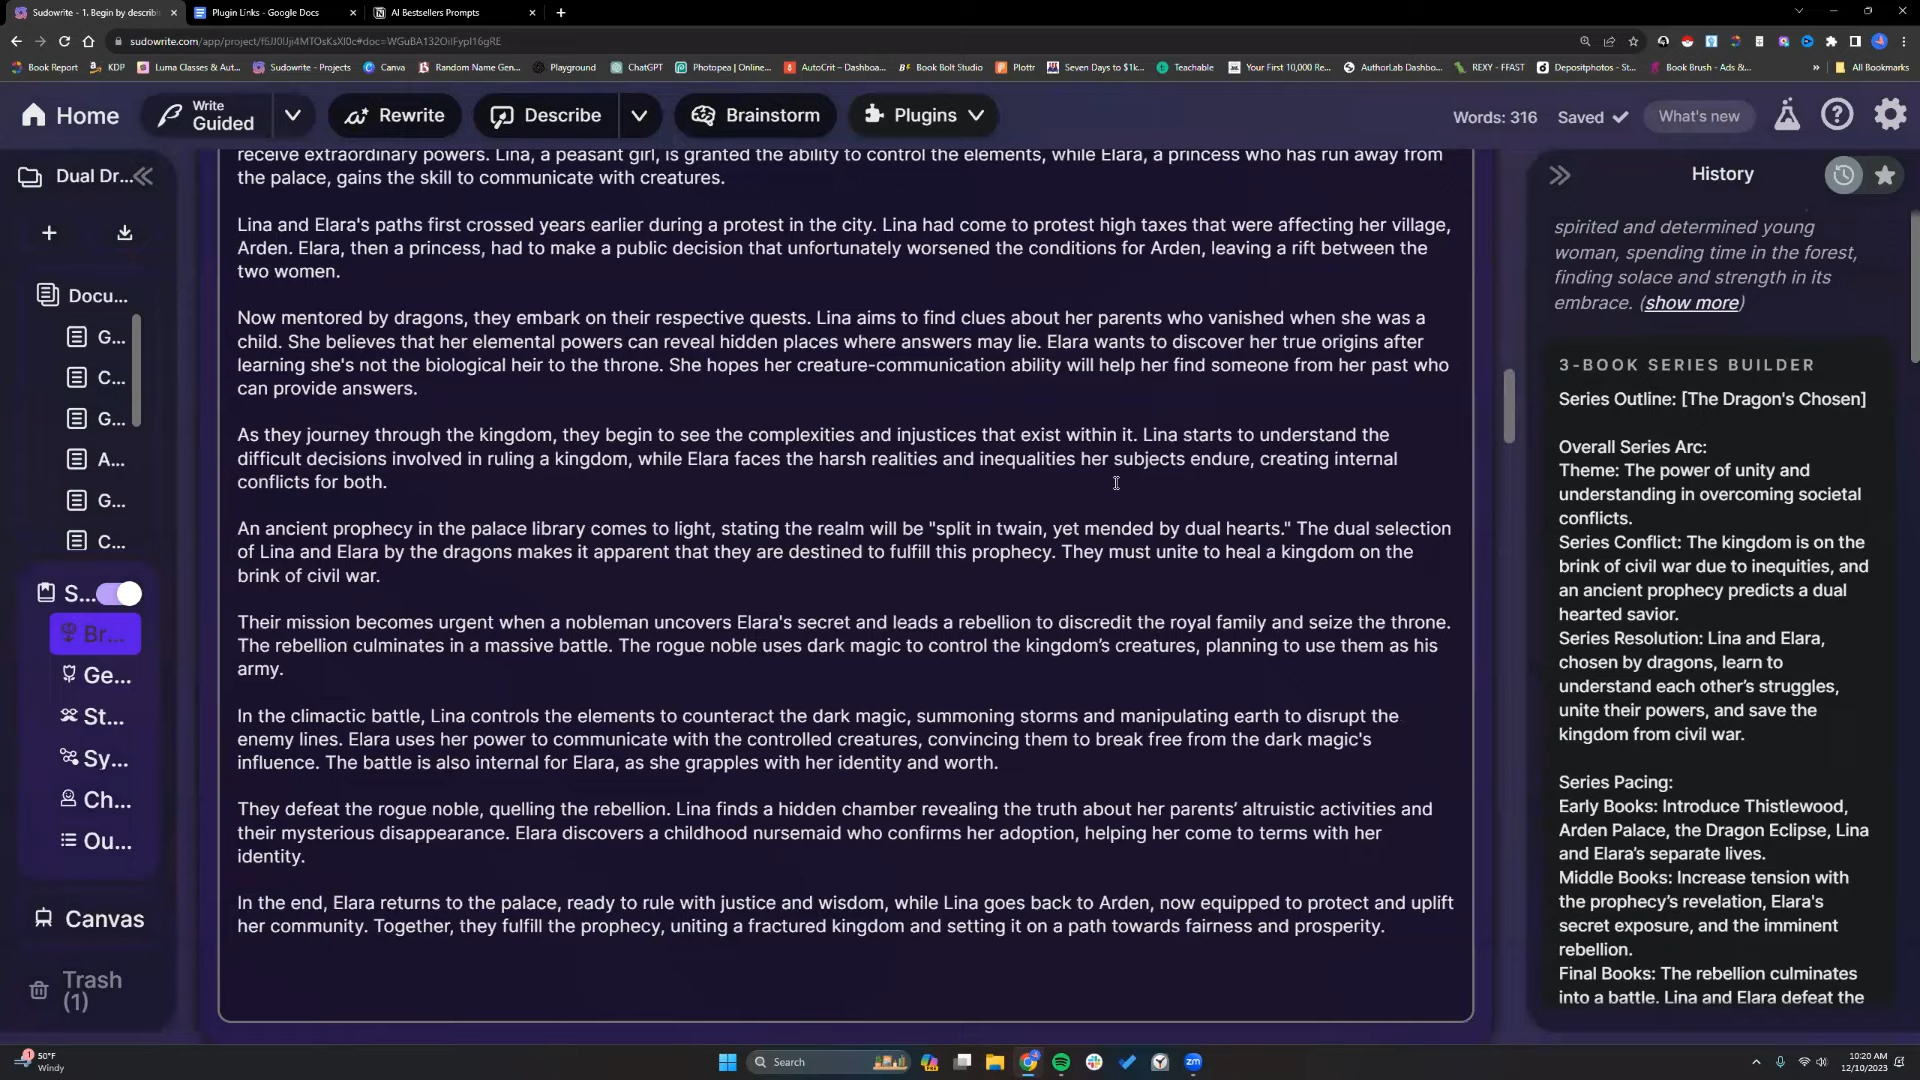 Sudowrite - 1. Begin by describi
Plugin Links - Google Docs
AI Bestsellers Prompts
sudowrite.com/app/project/
Book Report
KDP
Luma Classes & Aut...
Sudowrite - Projects
Canva
Random Name Gen...
Playground
ChatGPT
Photopea | Online...
AutoCrit – Dashboa...
Book Bolt Studio
Plottr
Seven Days to $1k...
Teachable
Your First 10,000 Re...
AuthorLab Dashbo...
REXY - FFAST
Depositphotos - St...
Book Brush - Ads &...
All Bookmarks
Home
Write
Guided
Rewrite
Describe
Brainstorm
Plugins
Words: 316
Saved
What's new
Dual Dr...
Docu...
G...
C...
G...
A...
G...
C...
S...
Br...
Ge...
St...
Sy...
Ch...
Ou...
Canvas
Trash
(1)
receive extraordinary powers. Lina, a peasant girl, is granted the ability to control the elements, while Elara, a princess who has run away from
the palace, gains the skill to communicate with creatures.
Lina and Elara's paths first crossed years earlier during a protest in the city. Lina had come to protest high taxes that were affecting her village,
Arden. Elara, then a princess, had to make a public decision that unfortunately worsened the conditions for Arden, leaving a rift between the
two women.
Now mentored by dragons, they embark on their respective quests. Lina aims to find clues about her parents who vanished when she was a
child. She believes that her elemental powers can reveal hidden places where answers may lie. Elara wants to discover her true origins after
learning she's not the biological heir to the throne. She hopes her creature-communication ability will help her find someone from her past who
can provide answers.
As they journey through the kingdom, they begin to see the complexities and injustices that exist within it. Lina starts to understand the
difficult decisions involved in ruling a kingdom, while Elara faces the harsh realities and inequalities her subjects endure, creating internal
conflicts for both.
An ancient prophecy in the palace library comes to light, stating the realm will be "split in twain, yet mended by dual hearts." The dual selection
of Lina and Elara by the dragons makes it apparent that they are destined to fulfill this prophecy. They must unite to heal a kingdom on the
brink of civil war.
Their mission becomes urgent when a nobleman uncovers Elara's secret and leads a rebellion to discredit the royal family and seize the throne.
The rebellion culminates in a massive battle. The rogue noble uses dark magic to control the kingdom's creatures, planning to use them as his
army.
In the climactic battle, Lina controls the elements to counteract the dark magic, summoning storms and manipulating earth to disrupt the
enemy lines. Elara uses her power to communicate with the controlled creatures, convincing them to break free from the dark magic's
influence. The battle is also internal for Elara, as she grapples with her identity and worth.
They defeat the rogue noble, quelling the rebellion. Lina finds a hidden chamber revealing the truth about her parents' altruistic activities and
their mysterious disappearance. Elara discovers a childhood nursemaid who confirms her adoption, helping her come to terms with her
identity.
In the end, Elara returns to the palace, ready to rule with justice and wisdom, while Lina goes back to Arden, now equipped to protect and uplift
her community. Together, they fulfill the prophecy, uniting a fractured kingdom and setting it on a path towards fairness and prosperity.
History
spirited and determined young
woman, spending time in the forest,
finding solace and strength in its
embrace. (show more)
3-BOOK SERIES BUILDER
Series Outline: [The Dragon's Chosen]
Overall Series Arc:
Theme: The power of unity and
understanding in overcoming societal
conflicts.
Series Conflict: The kingdom is on the
brink of civil war due to inequities, and
an ancient prophecy predicts a dual
hearted savior.
Series Resolution: Lina and Elara,
chosen by dragons, learn to
understand each other's struggles,
unite their powers, and save the
kingdom from civil war.
Series Pacing:
Early Books: Introduce Thistlewood,
Arden Palace, the Dragon Eclipse, Lina
and Elara's separate lives.
Middle Books: Increase tension with
the prophecy's revelation, Elara's
secret exposure, and the imminent
rebellion.
Final Books: The rebellion culminates
into a battle. Lina and Elara defeat the
50°F
Windy
Search
10:20 AM
12/10/2023